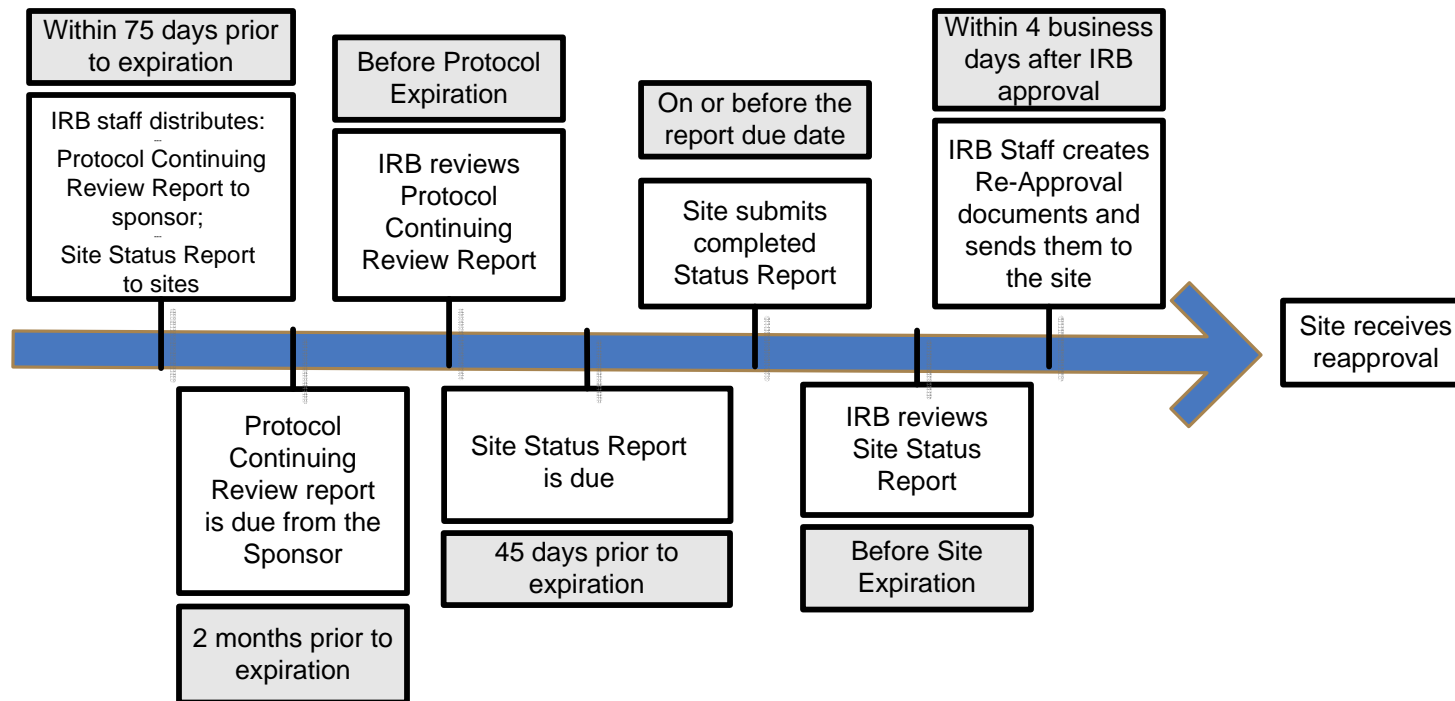 Within 75 days prior
to expiration
IRB staff distributes:
Protocol Continuing
Review Report to
sponsor;
Site Status Report
to sites
Protocol
Continuing
Review report
is due from the
Sponsor
2 months prior to
expiration
Before Protocol
Expiration
IRB reviews
Protocol
Continuing
Review Report
Site Status Report
is due
45 days prior to
expiration
On or before the
report due date
Site submits
completed
Status Report
IRB reviews
Site Status
Report
Before Site
Expiration
Within 4 business
days after IRB
approval
IRB Staff creates
Re-Approval
documents and
sends them to
the site
Site receives
reapproval